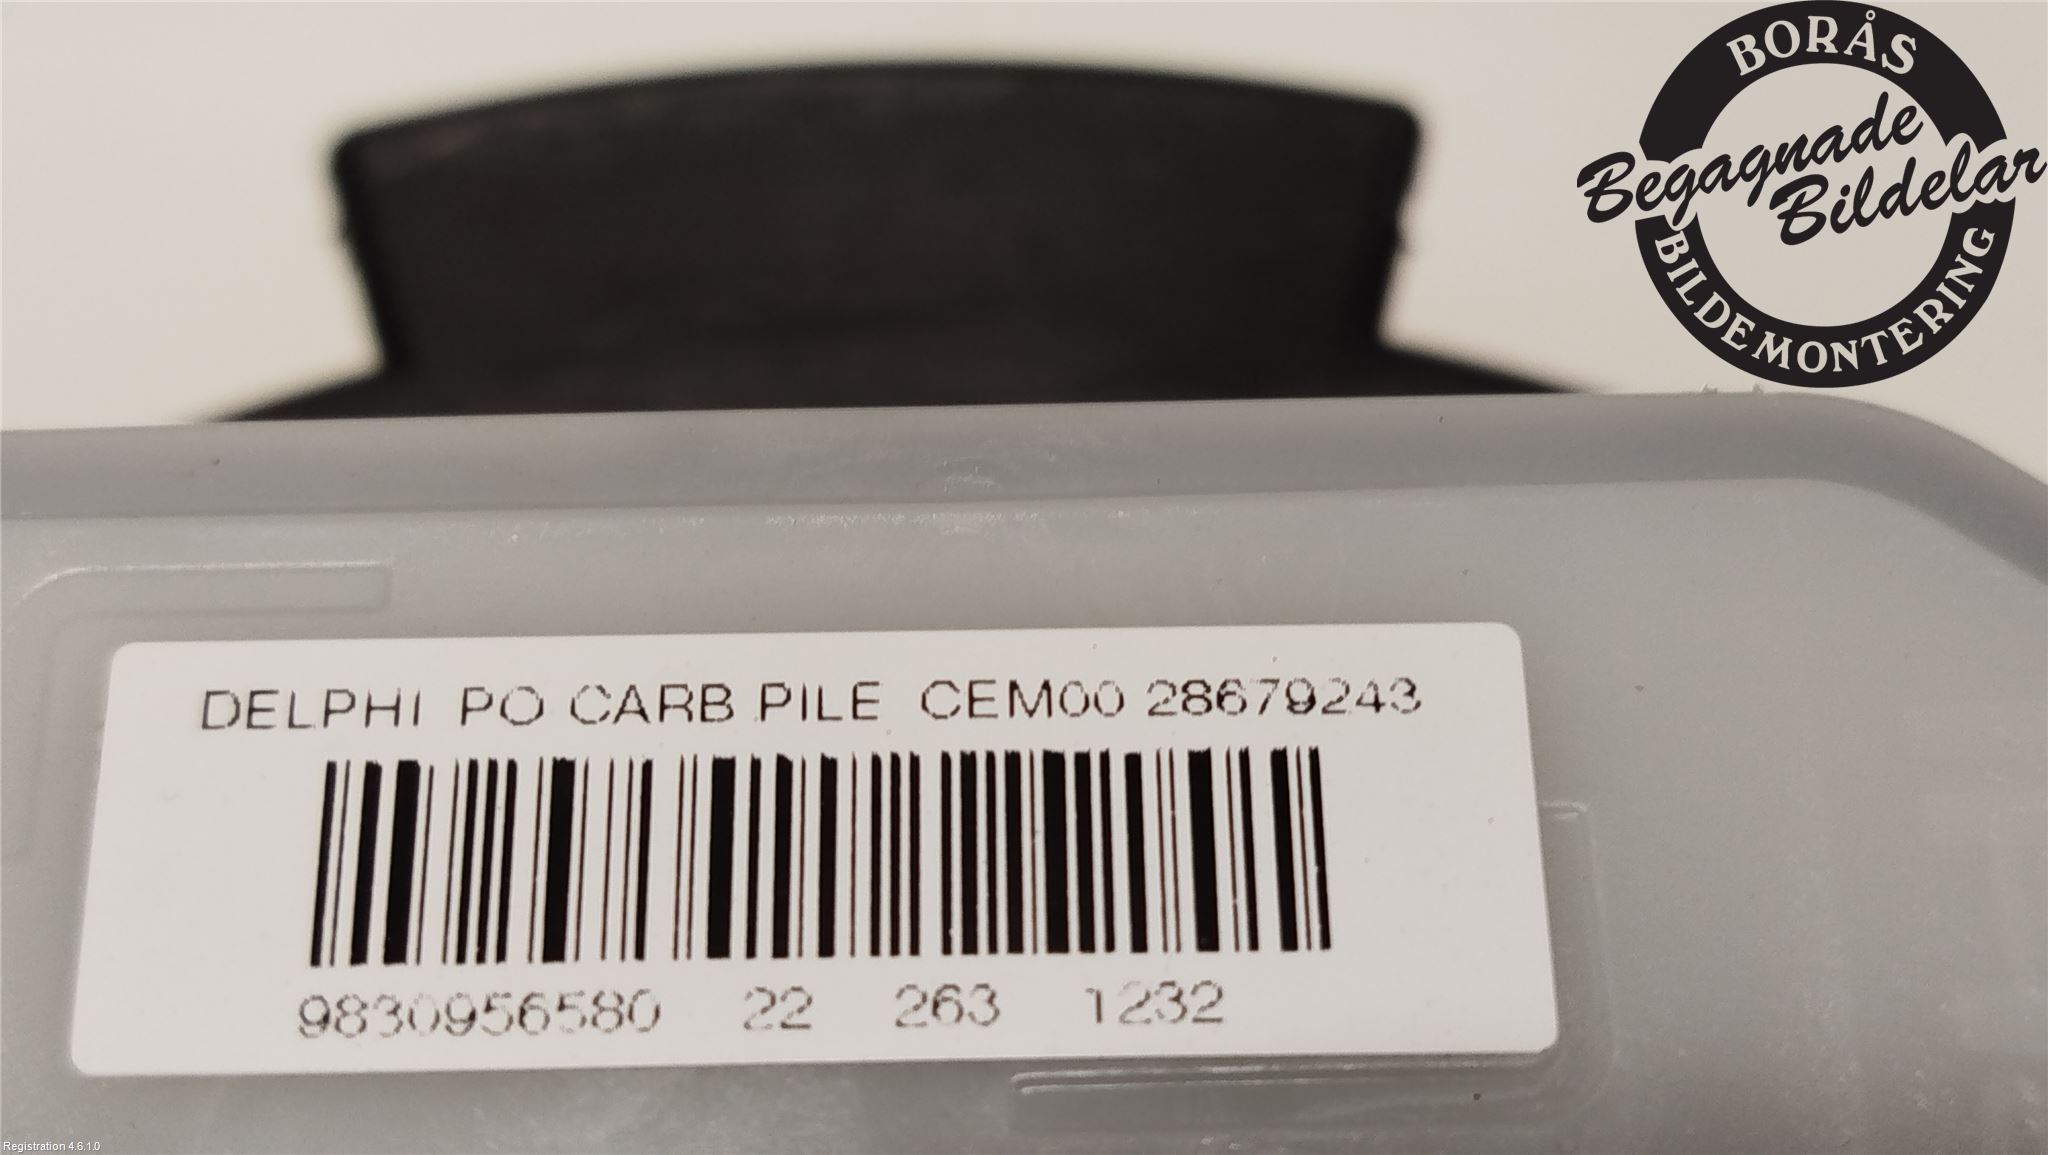 BORÅS
Begagnade
Bildelar
BILDEMONTERING
DELPHI PO CARB PILE CEM00 28679243
9830956580 22 263 1232
Registration 4.6.1.0